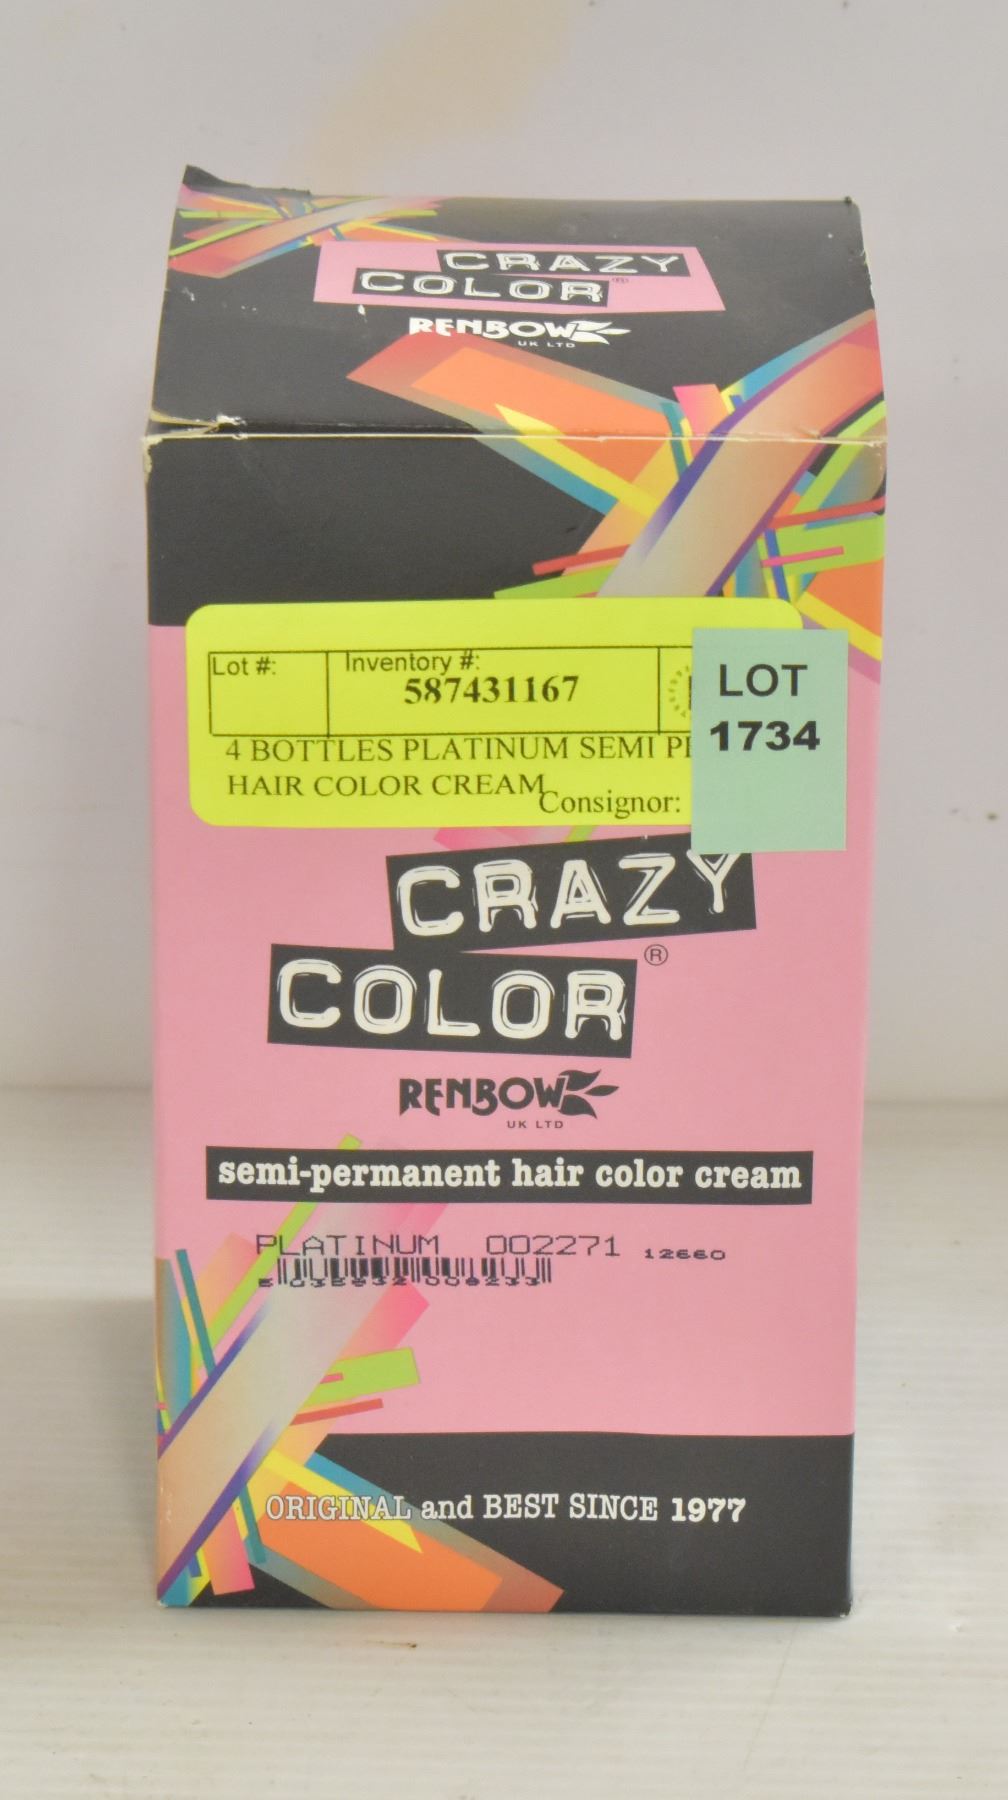 CRAZY
COLOR®
RENBOW
UK LTD
Lot #: Inventory #:
587431167
LOT
1734
4 BOTTLES PLATINUM SEMI
HAIR COLOR CREAM
Consignor:
CRAZY
COLOR®
RENBOW
UK LTD
semi-permanent hair color cream
PLATINUM 002271 12660
ORIGINAL and BEST SINCE 1977